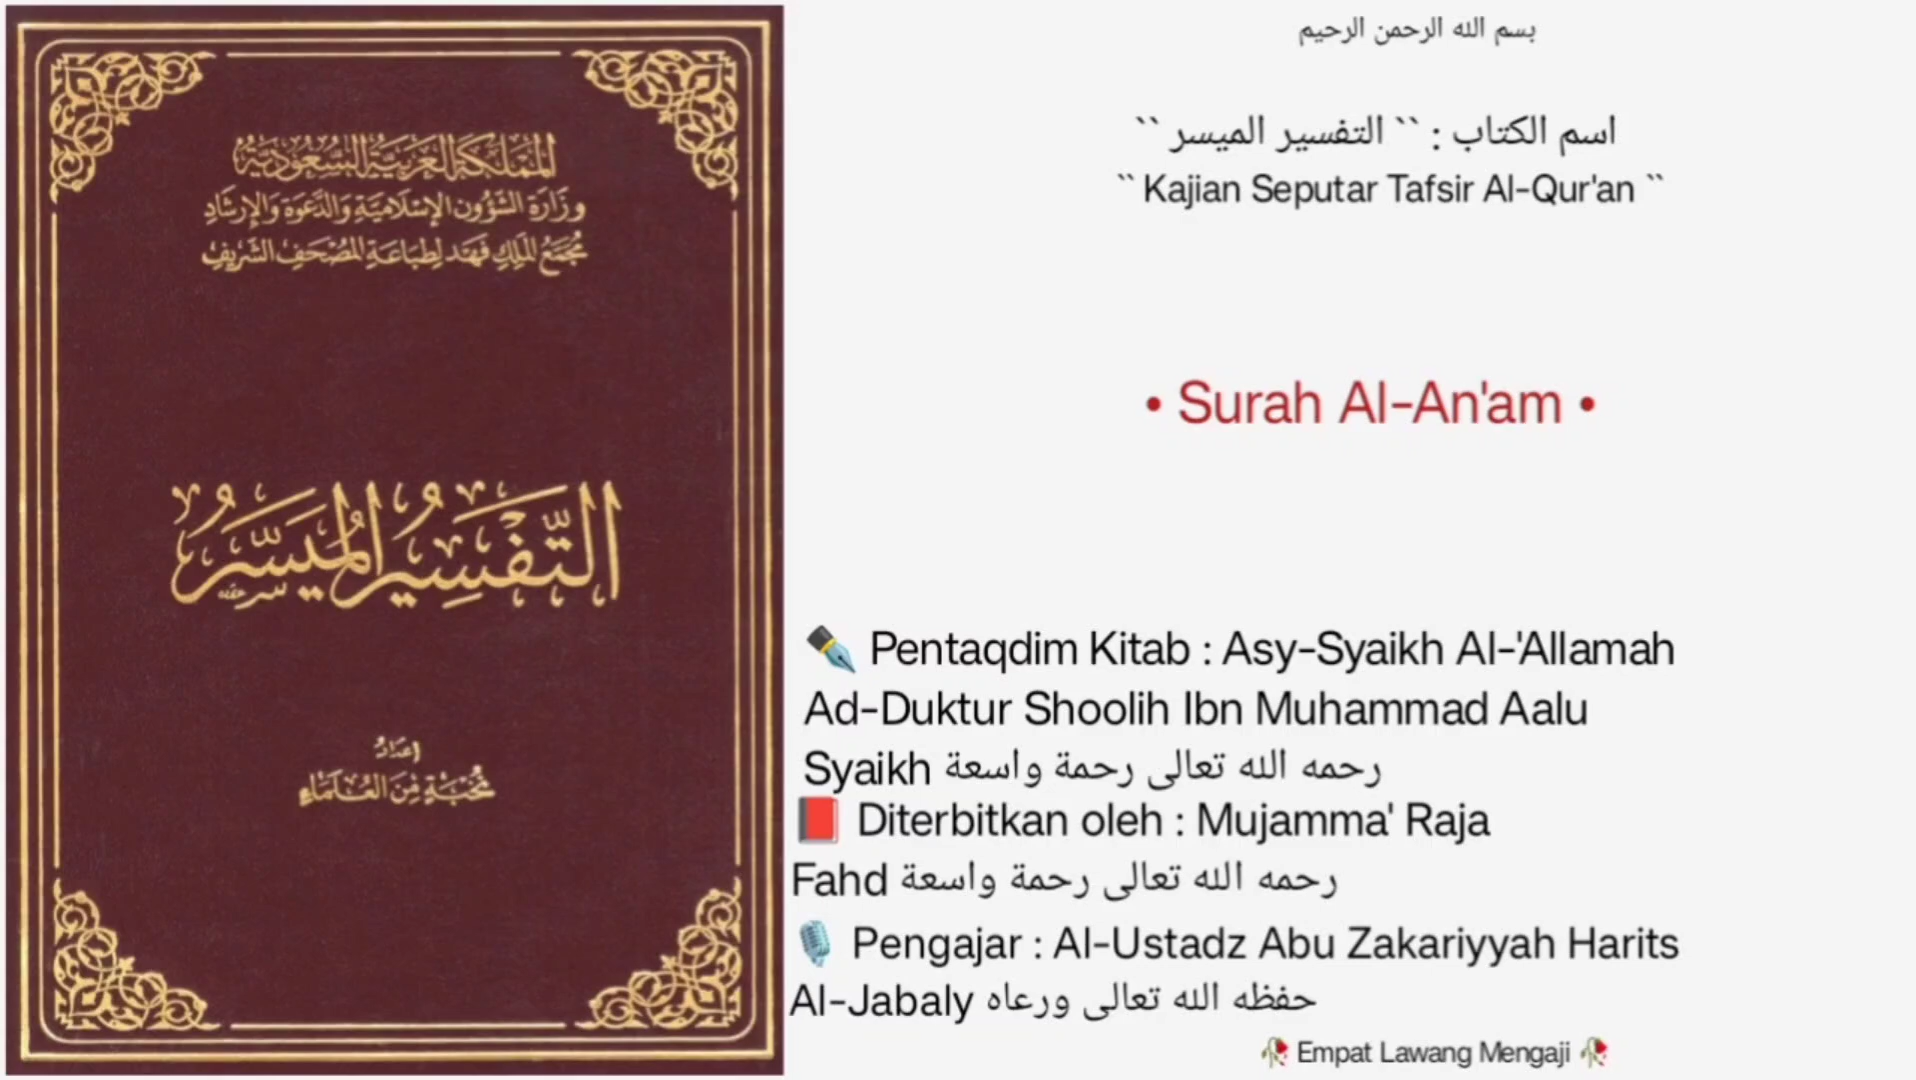 المملكة العربية السعودية
وزارة الشؤون الإسلامية والدعوة والإرشاد
مجمع الملك فهد لطباعة المصحف الشريف
التفسير الميسر
إعداد
نخبة من العلماء
بسم الله الرحمن الرحيم
اسم الكتاب : `` التفسير الميسر ``
`` Kajian Seputar Tafsir Al-Qur'an ``
• Surah Al-An'am •
✒️ Pentaqdim Kitab : Asy-Syaikh Al-'Allamah
Ad-Duktur Shoolih Ibn Muhammad Aalu
Syaikh رحمه الله تعالى رحمة واسعة
📕 Diterbitkan oleh : Mujamma' Raja
Fahd رحمه الله تعالى رحمة واسعة
🎙️ Pengajar : Al-Ustadz Abu Zakariyyah Harits
Al-Jabaly حفظه الله تعالى ورعاه
🥀 Empat Lawang Mengaji 🥀